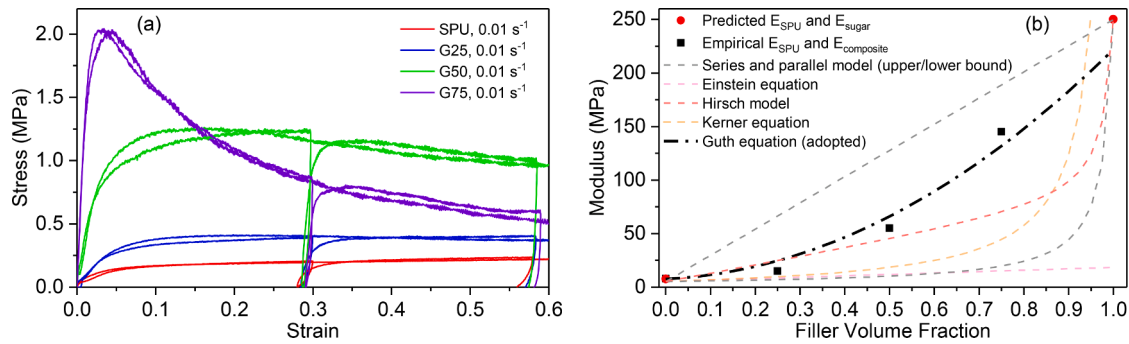 (a)
SPU, 0.01 s⁻¹
G25, 0.01 s⁻¹
G50, 0.01 s⁻¹
G75, 0.01 s⁻¹
Stress (MPa)
2.0
1.5
1.0
0.5
0.0
0.0 0.1 0.2 0.3 0.4 0.5 0.6
Strain
(b)
Predicted E_SPU and E_sugar
Empirical E_SPU and E_composite
Series and parallel model (upper/lower bound)
Einstein equation
Hirsch model
Kerner equation
Guth equation (adopted)
Modulus (MPa)
250
200
150
100
50
0
0.0 0.1 0.2 0.3 0.4 0.5 0.6 0.7 0.8 0.9 1.0
Filler Volume Fraction